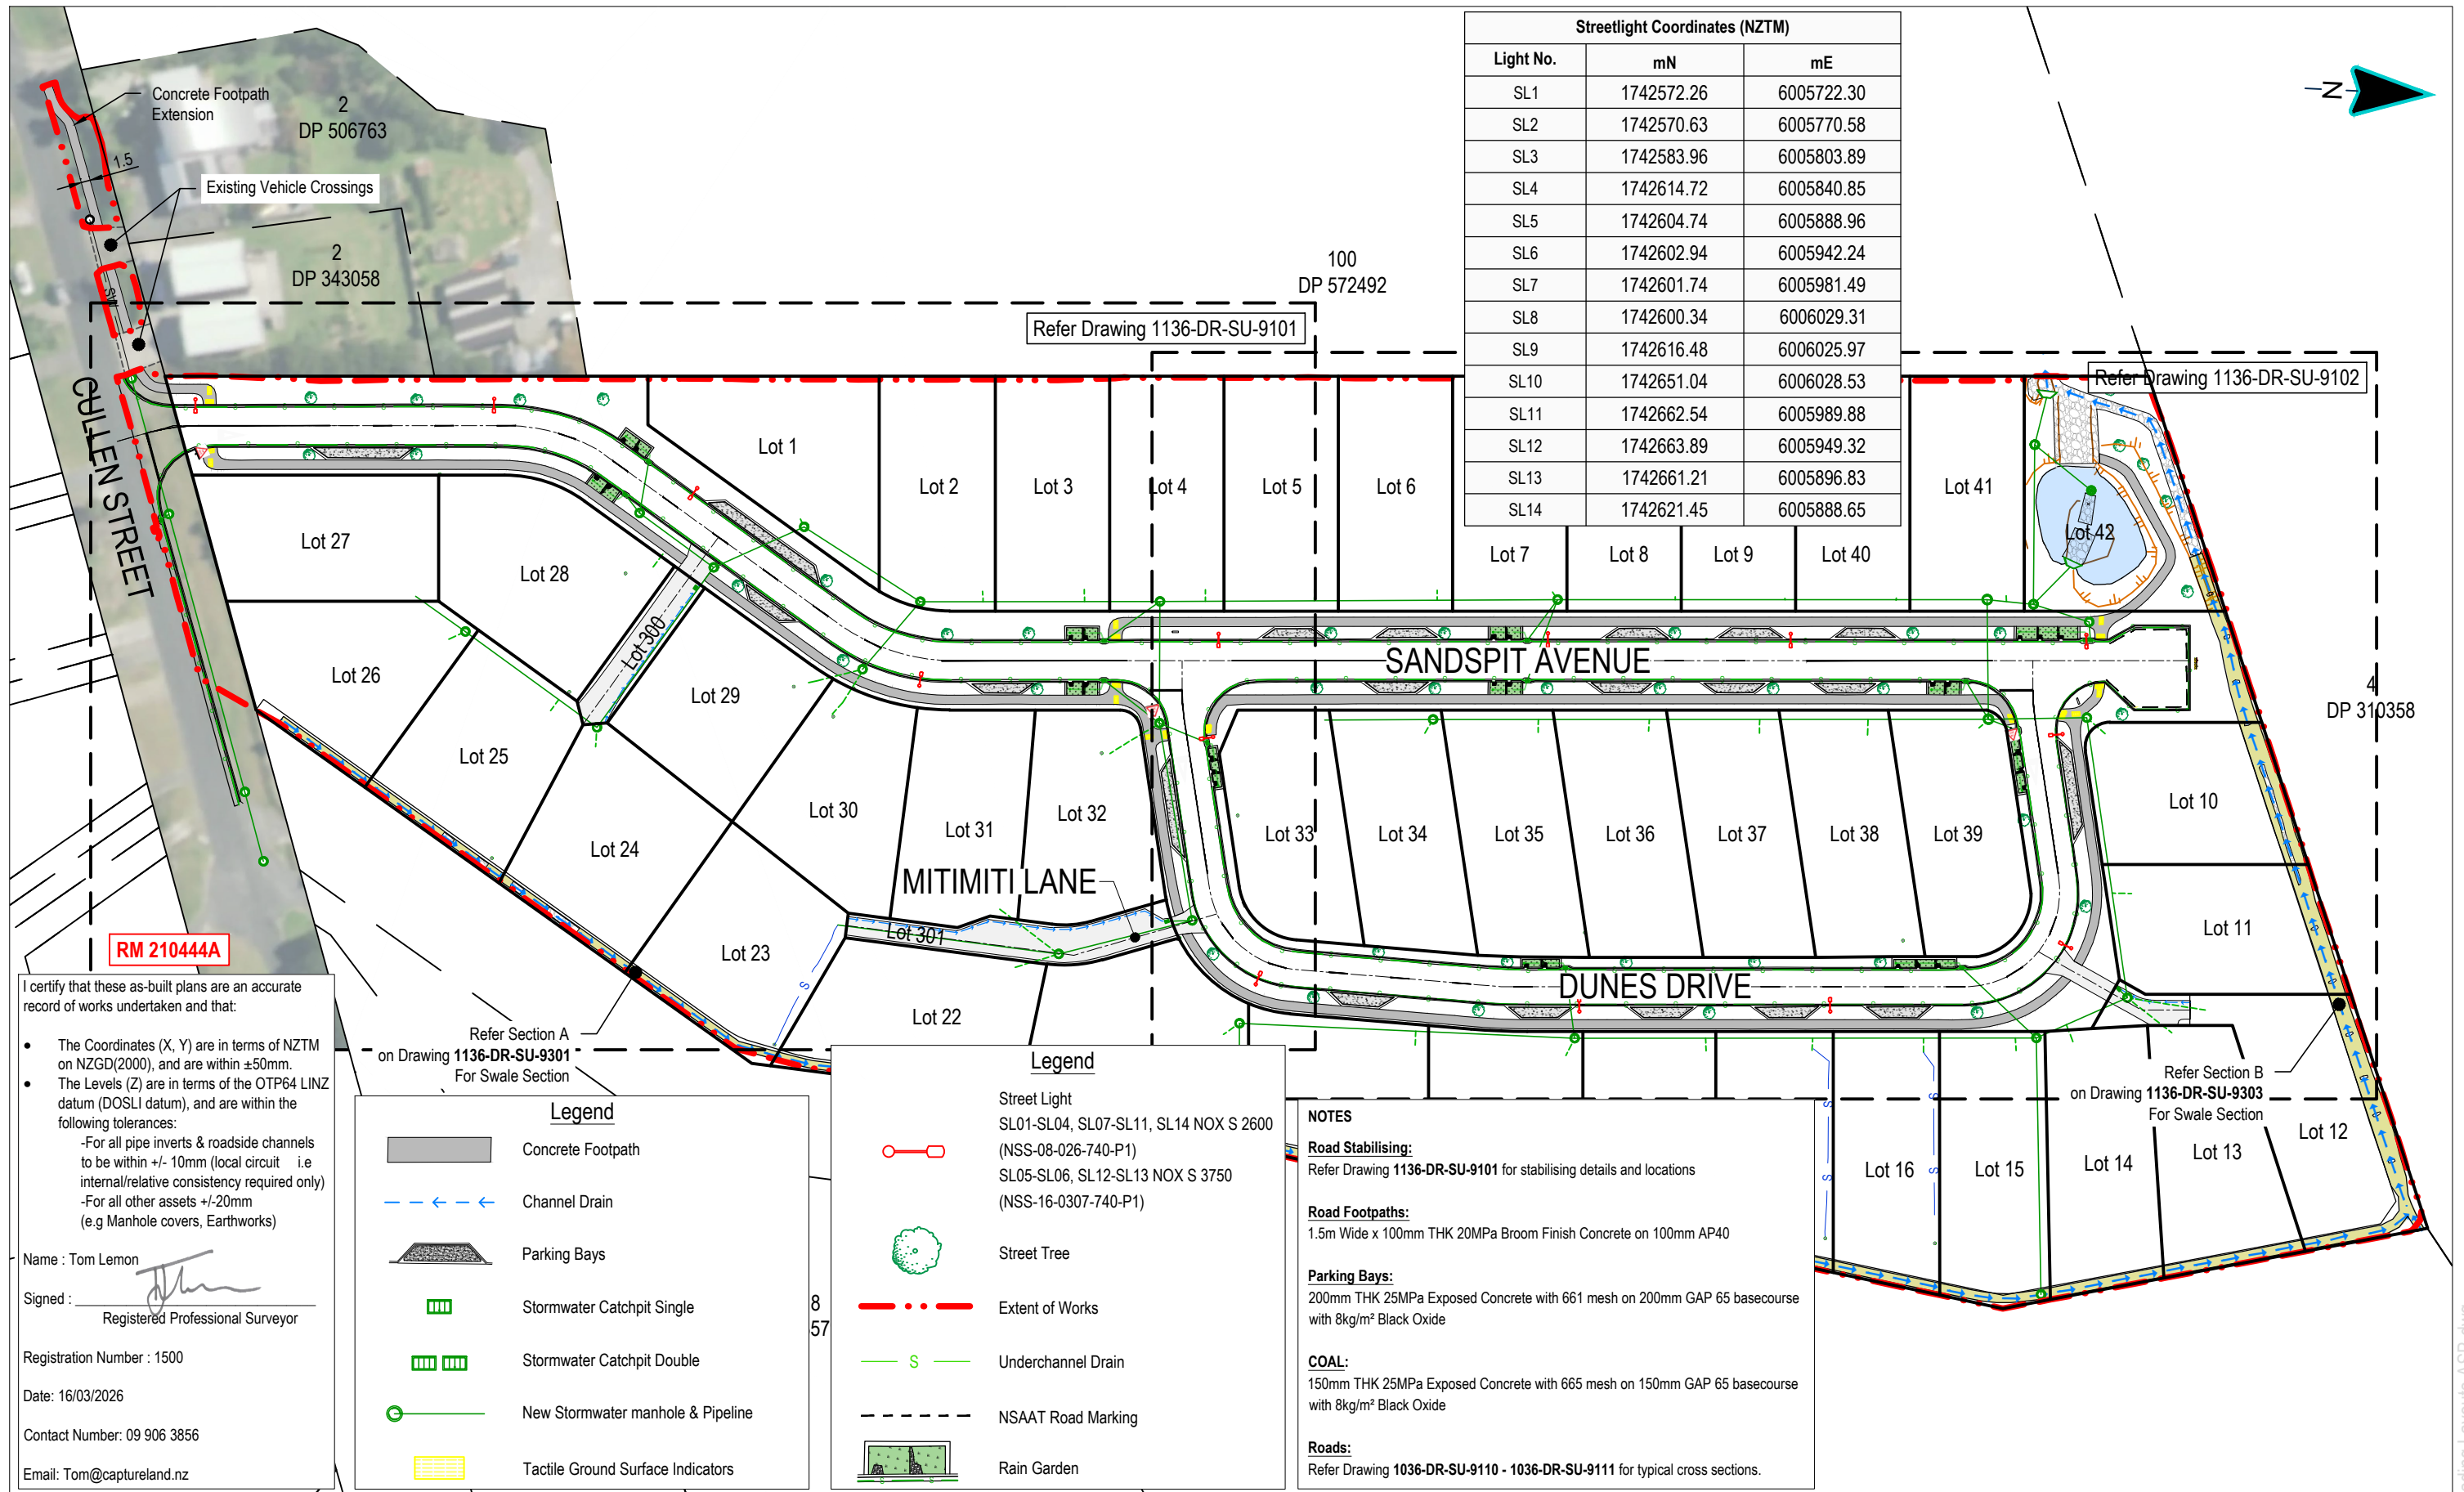 Streetlight Coordinates (NZTM)
Light No. mN mE
SL1 1742572.26 6005722.30
SL2 1742570.63 6005770.58
SL3 1742583.96 6005803.89
SL4 1742614.72 6005840.85
SL5 1742604.74 6005888.96
SL6 1742602.94 6005942.24
SL7 1742601.74 6005981.49
SL8 1742600.34 6006029.31
SL9 1742616.48 6006025.97
SL10 1742651.04 6006028.53
SL11 1742662.54 6005989.88
SL12 1742663.89 6005949.32
SL13 1742661.21 6005896.83
SL14 1742621.45 6005888.65
N
Concrete Footpath
Extension
2
DP 506763
1.5
Existing Vehicle Crossings
2
DP 343058
100
DP 572492
Refer Drawing 1136-DR-SU-9101
Refer Drawing 1136-DR-SU-9102
CULLEN STREET
SW
Lot 1
Lot 2
Lot 3
Lot 4
Lot 5
Lot 6
Lot 41
Lot 42
Lot 7
Lot 8
Lot 9
Lot 40
Lot 27
Lot 28
Lot 300
SANDSPIT AVENUE
Lot 26
Lot 29
4
DP 310358
Lot 25
Lot 30
Lot 31
Lot 32
Lot 33
Lot 34
Lot 35
Lot 36
Lot 37
Lot 38
Lot 39
Lot 10
Lot 24
MITIMITI LANE
Lot 301
Lot 11
Lot 23
S
DUNES DRIVE
Lot 22
RM 210444A
I certify that these as-built plans are an accurate
record of works undertaken and that:
• The Coordinates (X, Y) are in terms of NZTM
on NZGD(2000), and are within ±50mm.
• The Levels (Z) are in terms of the OTP64 LINZ
datum (DOSLI datum), and are within the
following tolerances:
-For all pipe inverts & roadside channels
to be within +/- 10mm (local circuit i.e
internal/relative consistency required only)
-For all other assets +/-20mm
(e.g Manhole covers, Earthworks)
Name : Tom Lemon
Signed :
Registered Professional Surveyor
Registration Number : 1500
Date: 16/03/2026
Contact Number: 09 906 3856
Email: Tom@captureland.nz
Refer Section A
on Drawing 1136-DR-SU-9301
For Swale Section
Legend
Concrete Footpath
Channel Drain
Parking Bays
Stormwater Catchpit Single
Stormwater Catchpit Double
New Stormwater manhole & Pipeline
Tactile Ground Surface Indicators
8
57
Legend
Street Light
SL01-SL04, SL07-SL11, SL14 NOX S 2600
(NSS-08-026-740-P1)
SL05-SL06, SL12-SL13 NOX S 3750
(NSS-16-0307-740-P1)
Street Tree
Extent of Works
S
Underchannel Drain
NSAAT Road Marking
Rain Garden
NOTES
Road Stabilising:
Refer Drawing 1136-DR-SU-9101 for stabilising details and locations
Road Footpaths:
1.5m Wide x 100mm THK 20MPa Broom Finish Concrete on 100mm AP40
Parking Bays:
200mm THK 25MPa Exposed Concrete with 661 mesh on 200mm GAP 65 basecourse
with 8kg/m² Black Oxide
COAL:
150mm THK 25MPa Exposed Concrete with 665 mesh on 150mm GAP 65 basecourse
with 8kg/m² Black Oxide
Roads:
Refer Drawing 1036-DR-SU-9110 - 1036-DR-SU-9111 for typical cross sections.
Refer Section B
on Drawing 1136-DR-SU-9303
For Swale Section
S
S
S
S
Lot 16
Lot 15
Lot 14
Lot 13
Lot 12